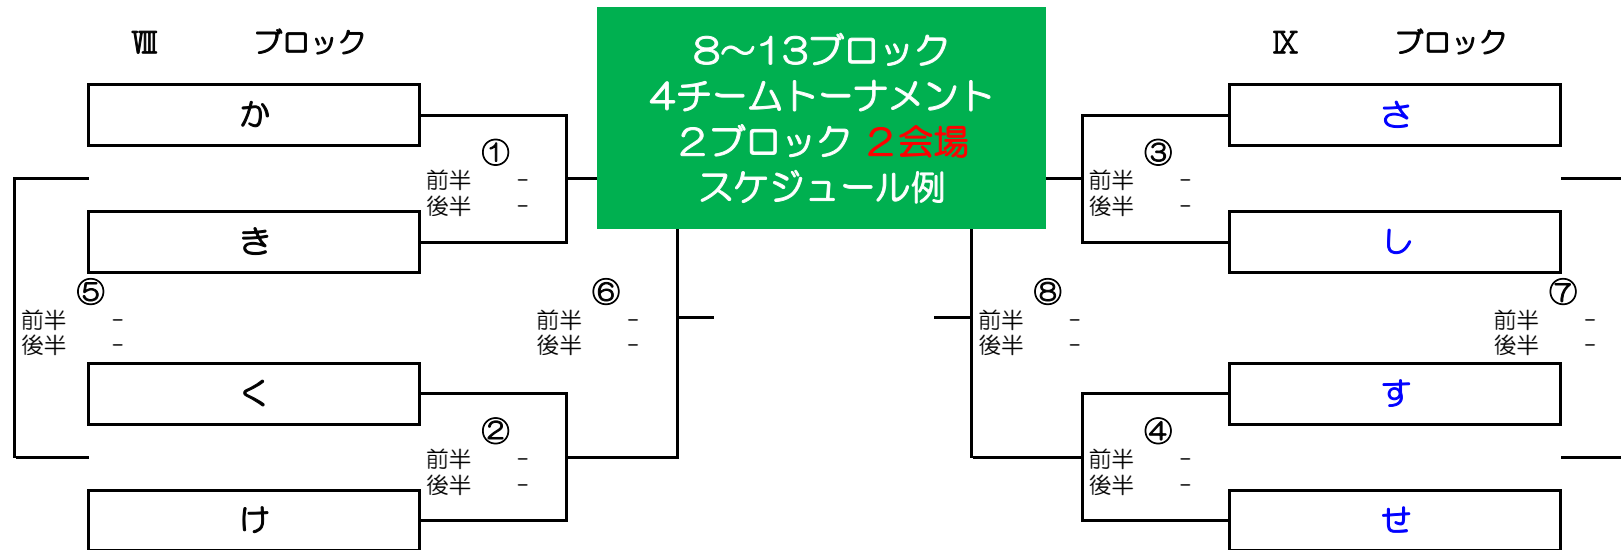 Ⅷ ブロック
8～13ブロック
4チームトーナメント
2ブロック 2会場
スケジュール例
Ⅸ ブロック
か
①
前半 -
後半 -
き
⑤
前半 -
後半 -
⑥
前半 -
後半 -
く
②
前半 -
後半 -
け
さ
③
前半 -
後半 -
し
⑧
前半 -
後半 -
⑦
前半 -
後半 -
す
④
前半 -
後半 -
せ